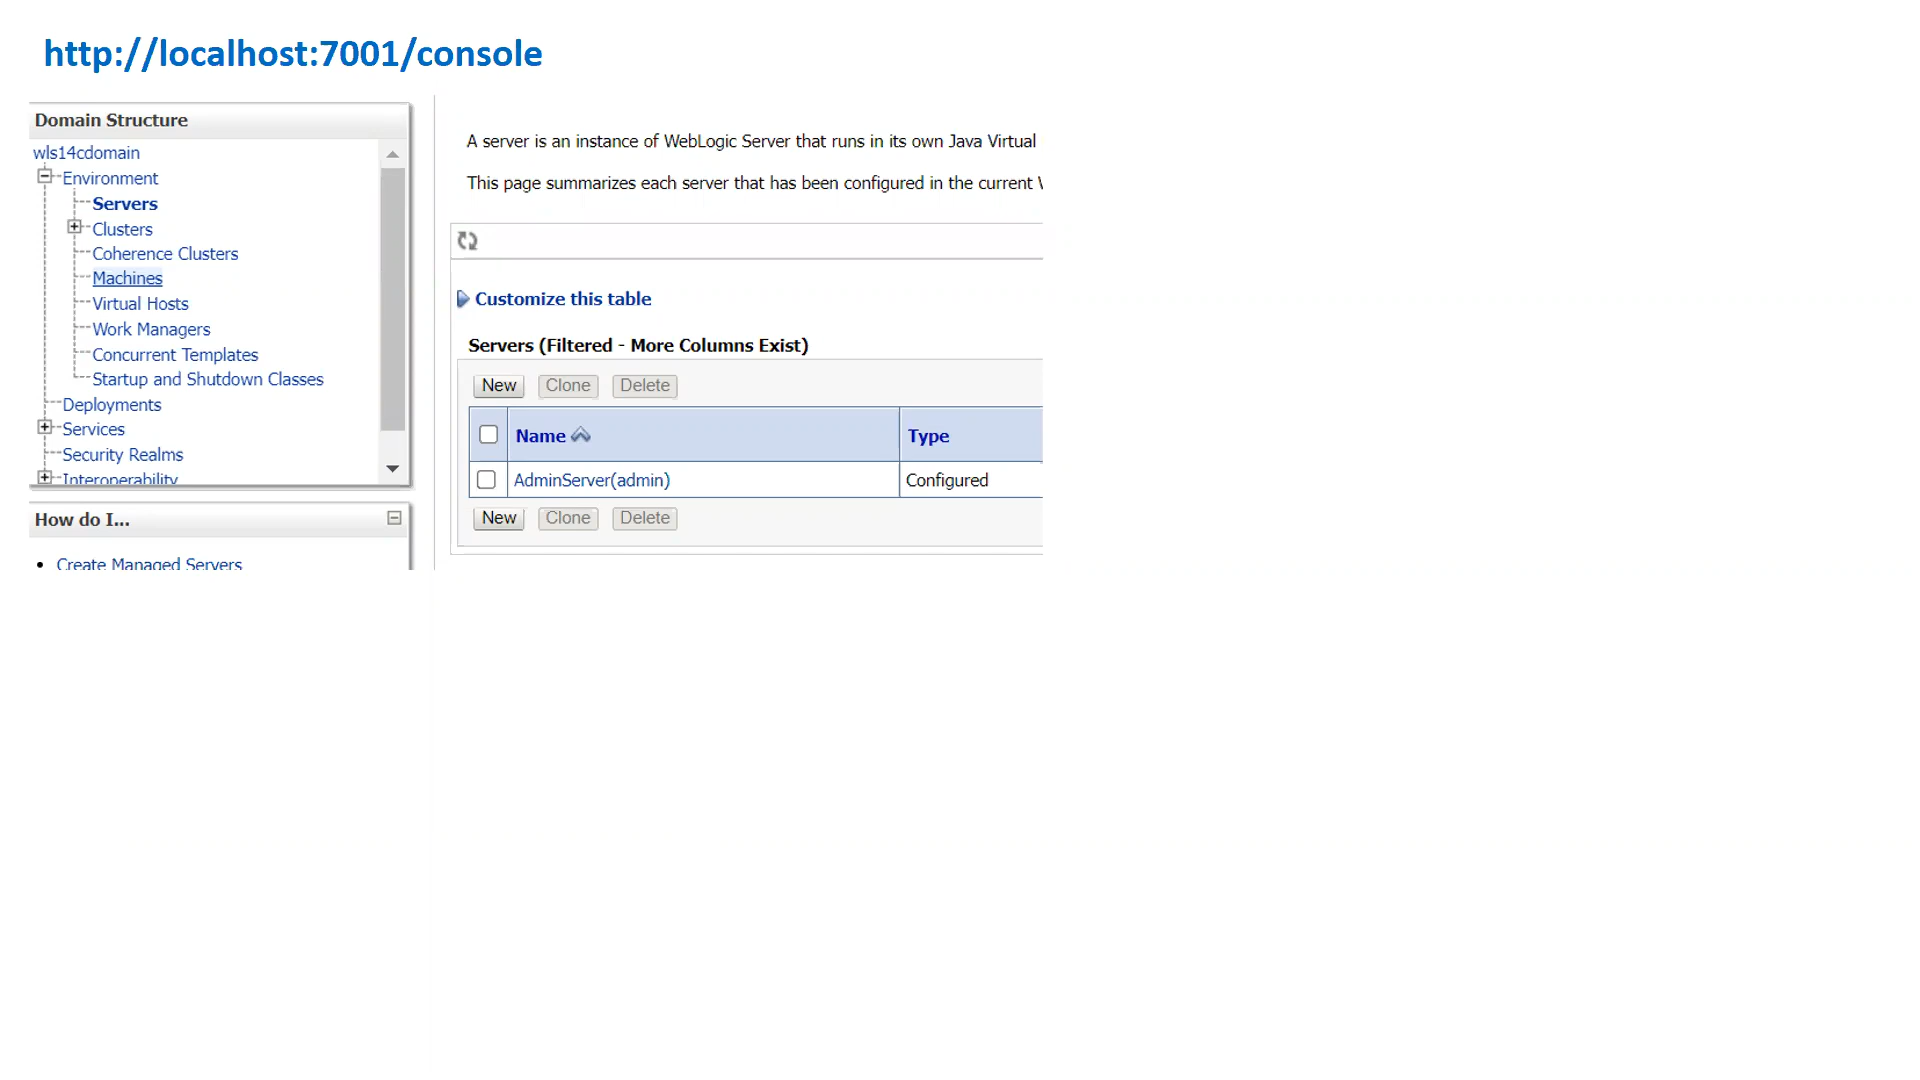 http://localhost:7001/console
Domain Structure
wls14cdomain
Environment
Servers
Clusters
Coherence Clusters
Machines
Virtual Hosts
Work Managers
Concurrent Templates
Startup and Shutdown Classes
Deployments
Services
Security Realms
Interoperability
How do I...
Create Managed Servers
A server is an instance of WebLogic Server that runs in its own Java Virtual
This page summarizes each server that has been configured in the current
Customize this table
Servers (Filtered - More Columns Exist)
New Clone Delete
Name Type
AdminServer(admin) Configured
New Clone Delete